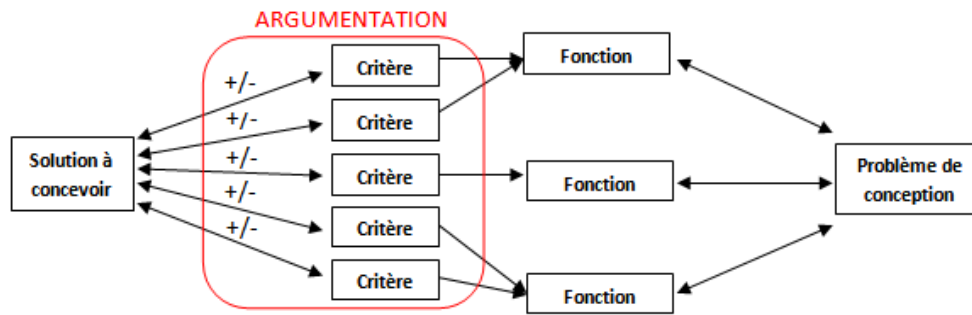 ARGUMENTATION
+/-
Critère
Fonction
+/-
Critère
Solution à
concevoir
+/-
Critère
Fonction
Problème de
conception
+/-
Critère
+/-
Critère
Fonction